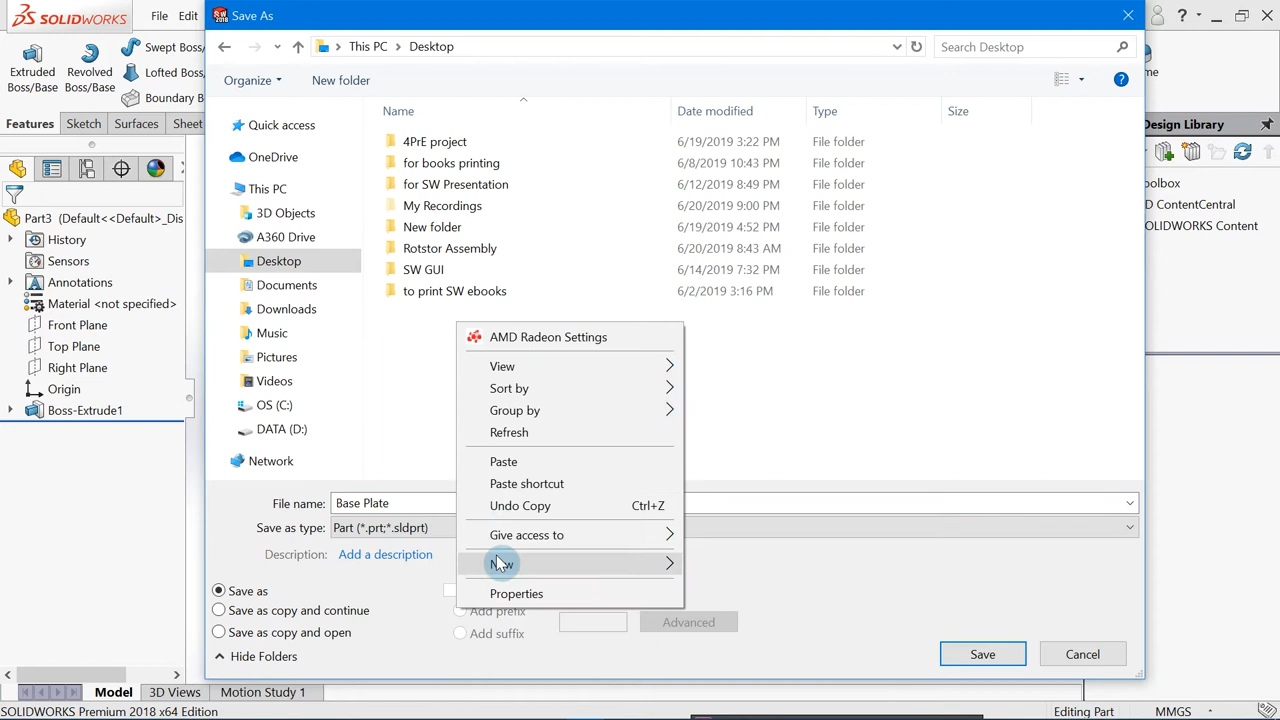 SOLIDWORKS
File
Edit
SW
2018
Save As
?
Extruded
Boss/Base
Revolved
Boss/Base
Swept Boss/
Lofted Boss
Boundary B
me
This PC
Desktop
Search Desktop
Organize
New folder
?
Features
Sketch
Surfaces
Sheet
Design Library
Name
Date modified
Type
Size
Quick access
OneDrive
This PC
3D Objects
A360 Drive
Desktop
Documents
Downloads
Music
Pictures
Videos
OS (C:)
DATA (D:)
Network
4PrE project 6/19/2019 3:22 PM File folder
for books printing 6/8/2019 10:43 PM File folder
for SW Presentation 6/12/2019 8:49 PM File folder
My Recordings 6/20/2019 9:00 PM File folder
New folder 6/19/2019 4:52 PM File folder
Rotstor Assembly 6/20/2019 8:43 AM File folder
SW GUI 6/14/2019 7:32 PM File folder
to print SW ebooks 6/2/2019 3:16 PM File folder
oolbox
D ContentCentral
OLIDWORKS Content
Part3 (Default<<Default>_Dis
History
Sensors
Annotations
Material <not specified>
Front Plane
Top Plane
Right Plane
Origin
Boss-Extrude1
AMD Radeon Settings
View
Sort by
Group by
Refresh
Paste
Paste shortcut
Undo Copy Ctrl+Z
Give access to
New
Properties
File name: Base Plate
Save as type: Part (*.prt;*.sldprt)
Description: Add a description
Save as
Save as copy and continue
Save as copy and open
Add prefix
Add suffix
Advanced
Hide Folders
Save
Cancel
Model
3D Views
Motion Study 1
SOLIDWORKS Premium 2018 x64 Edition
Editing Part
MMGS